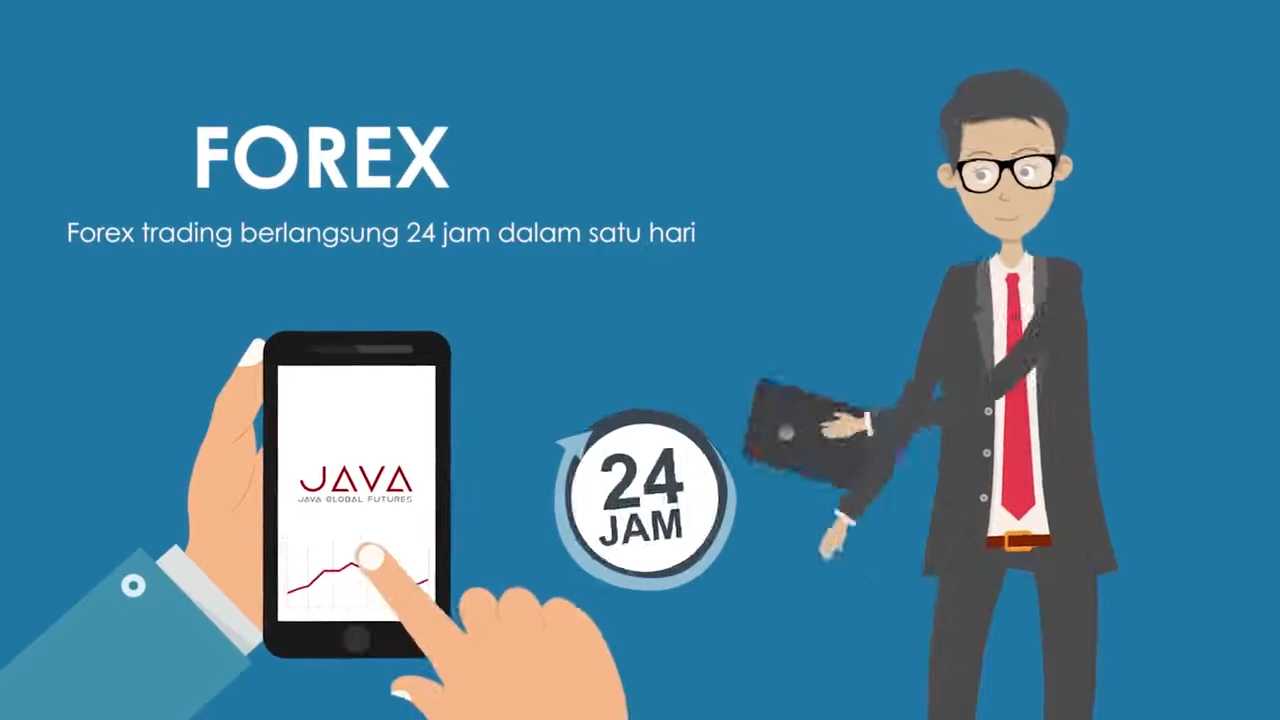 FOREX
Forex trading berlangsung 24 jam dalam satu hari
JAVA
JAVA GLOBAL FUTURES
24
JAM